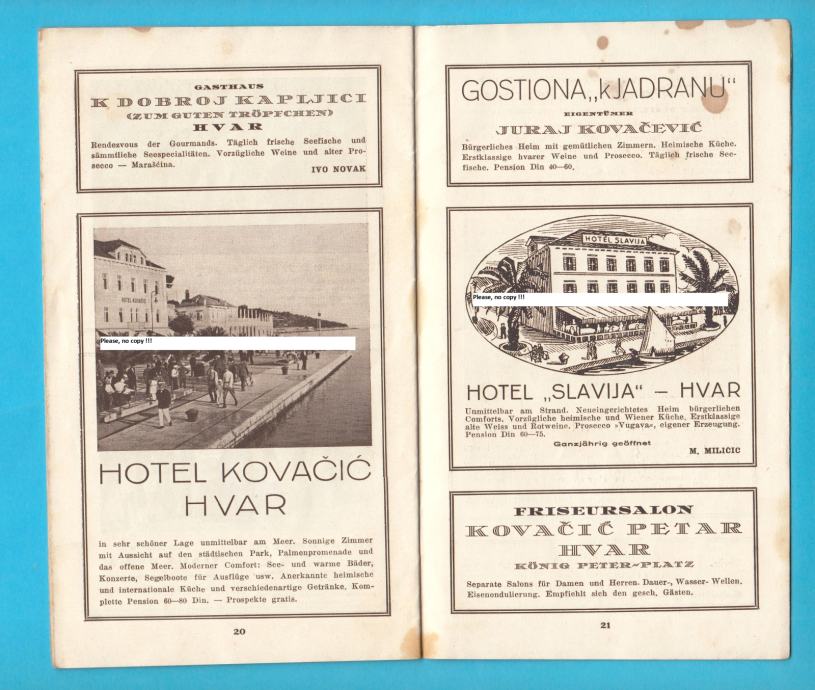 GASTHAUS
K DOBROJ KAPLJICI
(ZUM GUTEN TRÖPFCHEN)
HVAR
Rendezvous der Gourmands. Täglich frische Seefische und
sämmtliche Seespecialitäten. Vorzügliche Weine und alter Pro-
secco — Maraščina.
IVO NOVAK
HOTEL KOVAČIĆ
Please, no copy !!!
HOTEL KOVAČIĆ
HVAR
in sehr schöner Lage unmittelbar am Meer. Sonnige Zimmer
mit Aussicht auf den städtischen Park, Palmenpromenade und
das offene Meer. Moderner Comfort: See- und warme Bäder,
Konzerte, Segelboote für Ausflüge usw. Anerkannte heimische
und internationale Küche und verschiedenartige Getränke. Kom-
plette Pension 60—80 Din. — Prospekte gratis.
20
GOSTIONA „KJADRANU“
EIGENTÜMER
JURAJ KOVAČEVIĆ
Bürgerliches Heim mit gemütlichen Zimmern. Heimische Küche.
Erstklassige hvarer Weine und Prosecco. Täglich frische See-
fische. Pension Din 40—60.
HOTEL SLAVIJA
Please, no copy !!!
HOTEL „SLAVIJA“ — HVAR
Unmittelbar am Strand. Neueingerichtetes Heim bürgerlichen
Comforts. Vorzügliche heimische und Wiener Küche. Erstklassige
alte Weiss und Rotweine. Prosecco »Vugava«, eigener Erzeugung.
Pension Din 60—75.
Ganzjährig geöffnet
M. MILIČIĆ
FRISEURSALON
KOVAČIĆ PETAR
HVAR
KÖNIG PETER-PLATZ
Separate Salons für Damen und Herren. Dauer-, Wasser- Wellen.
Eisenondulierung. Empfiehlt sich den gesch. Gästen.
21